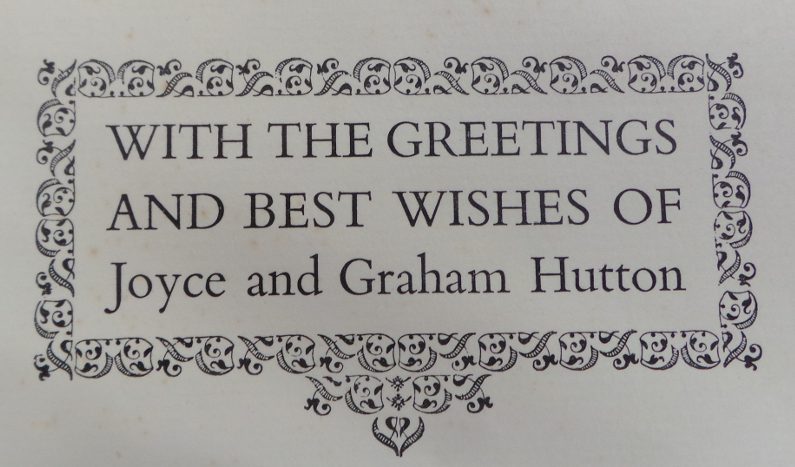 WITH THE GREETINGS
AND BEST WISHES OF
Joyce and Graham Hutton